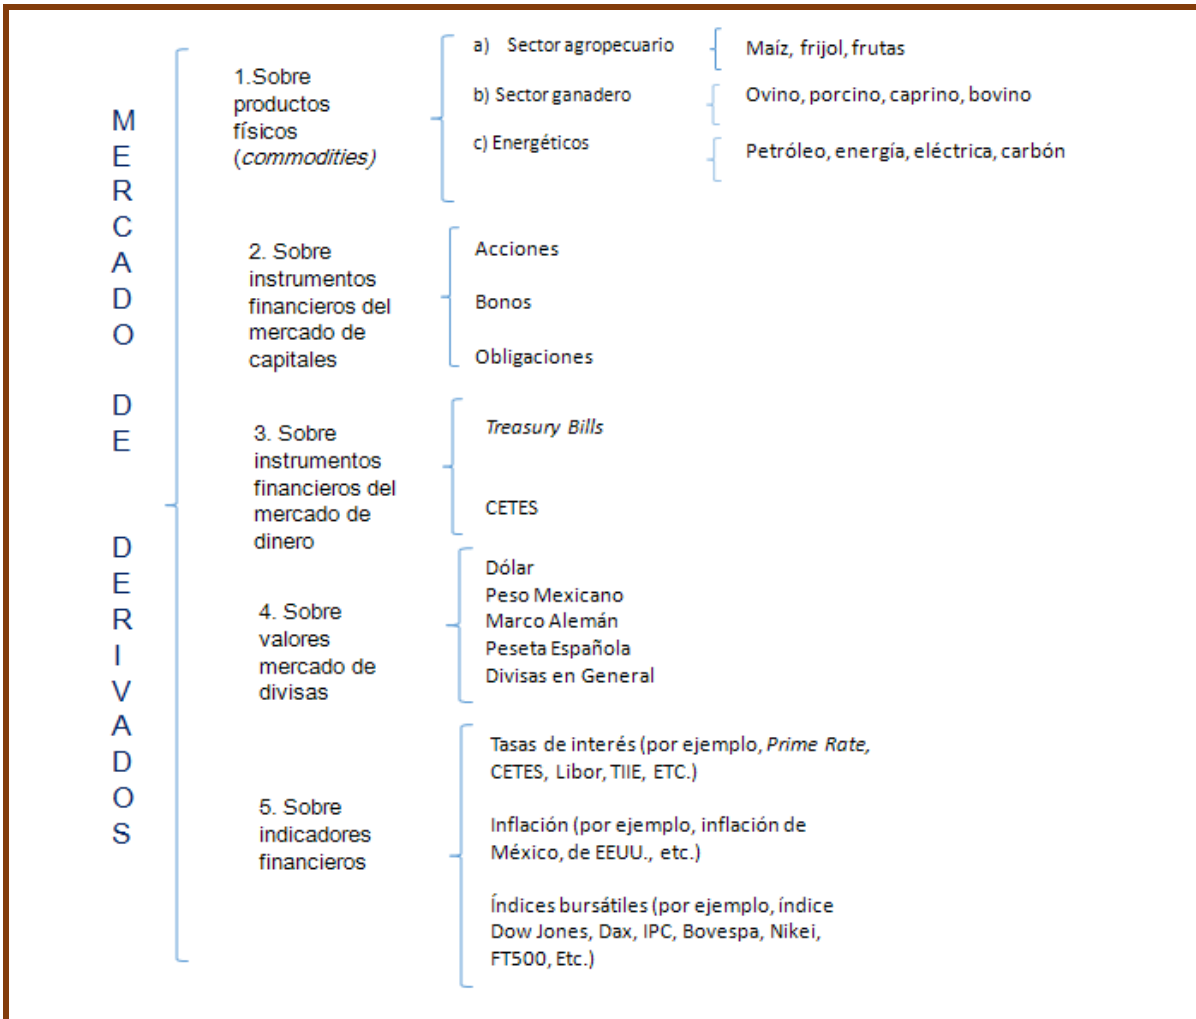 MERCADO DE DERIVADOS
1.Sobre
productos
físicos
(commodities)
a) Sector agropecuario
Maíz, frijol, frutas
b) Sector ganadero
Ovino, porcino, caprino, bovino
c) Energéticos
Petróleo, energía, eléctrica, carbón
2. Sobre
instrumentos
financieros del
mercado de
capitales
Acciones
Bonos
Obligaciones
3. Sobre
instrumentos
financieros del
mercado de
dinero
Treasury Bills
CETES
4. Sobre
valores
mercado de
divisas
Dólar
Peso Mexicano
Marco Alemán
Peseta Española
Divisas en General
5. Sobre
indicadores
financieros
Tasas de interés (por ejemplo, Prime Rate,
CETES, Libor, TIIE, ETC.)
Inflación (por ejemplo, inflación de
México, de EEUU., etc.)
Índices bursátiles (por ejemplo, índice
Dow Jones, Dax, IPC, Bovespa, Nikei,
FT500, Etc.)